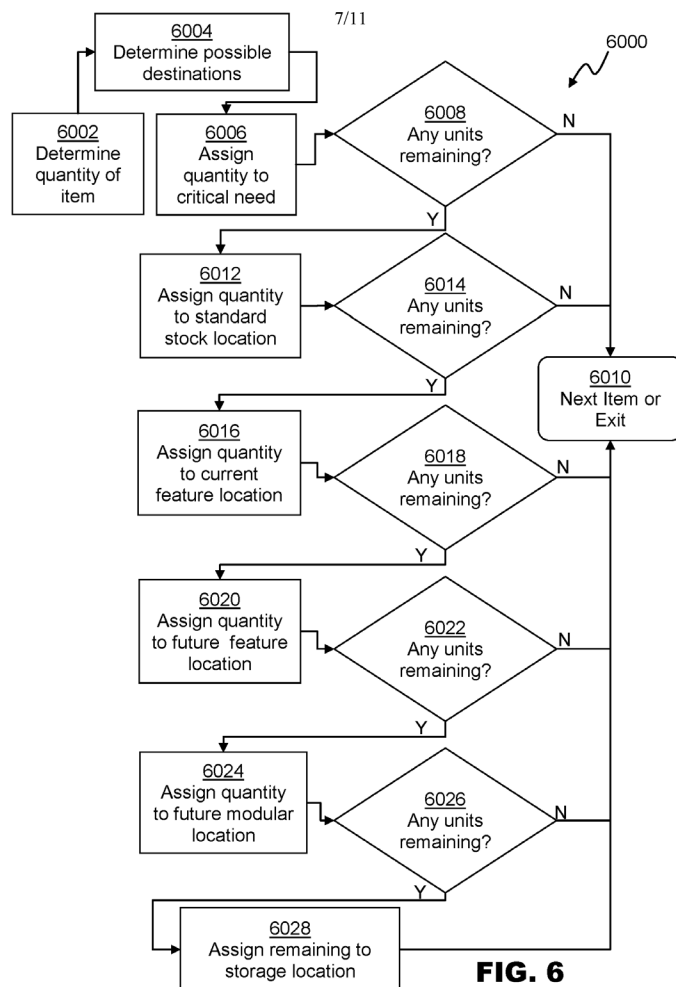 7/11
6000
6004
Determine possible
destinations
6002
Determine
quantity of
item
6006
Assign
quantity to
critical need
6008
Any units
remaining?
N
Y
6012
Assign quantity
to standard
stock location
6014
Any units
remaining?
N
Y
6010
Next Item or
Exit
6016
Assign quantity
to current
feature location
6018
Any units
remaining?
N
Y
6020
Assign quantity
to future feature
location
6022
Any units
remaining?
N
Y
6024
Assign quantity
to future modular
location
6026
Any units
remaining?
N
Y
6028
Assign remaining to
storage location
FIG. 6